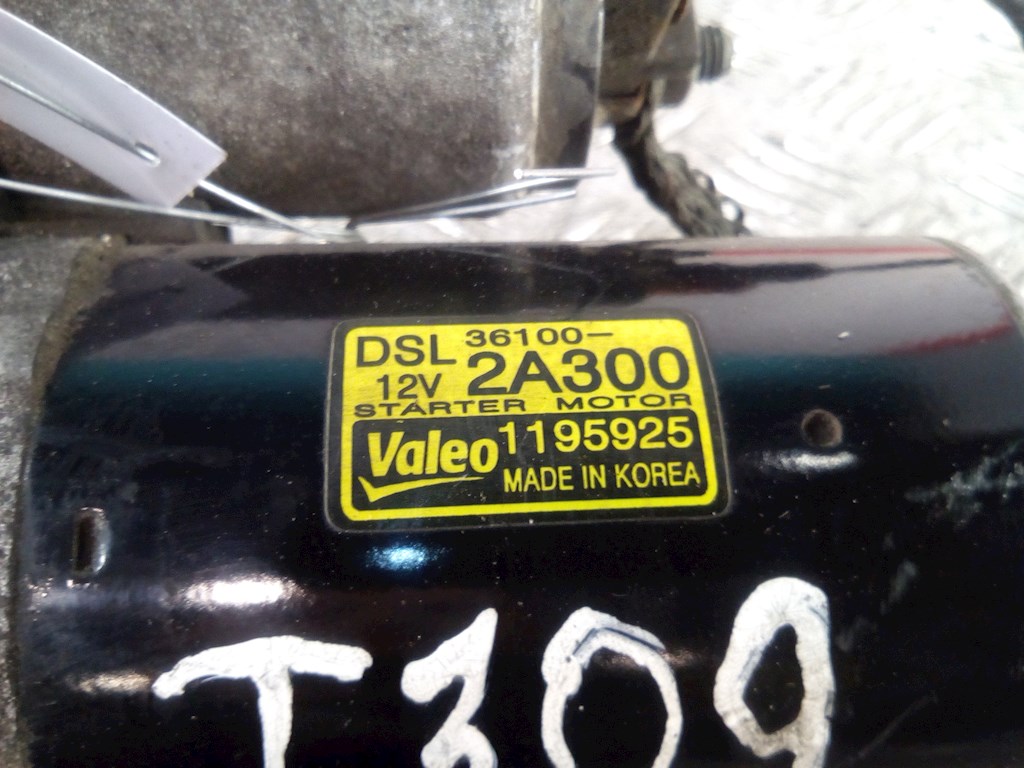 DSL 36100-
12V 2A300
STARTER MOTOR
Valeo 1195925
MADE IN KOREA
T309